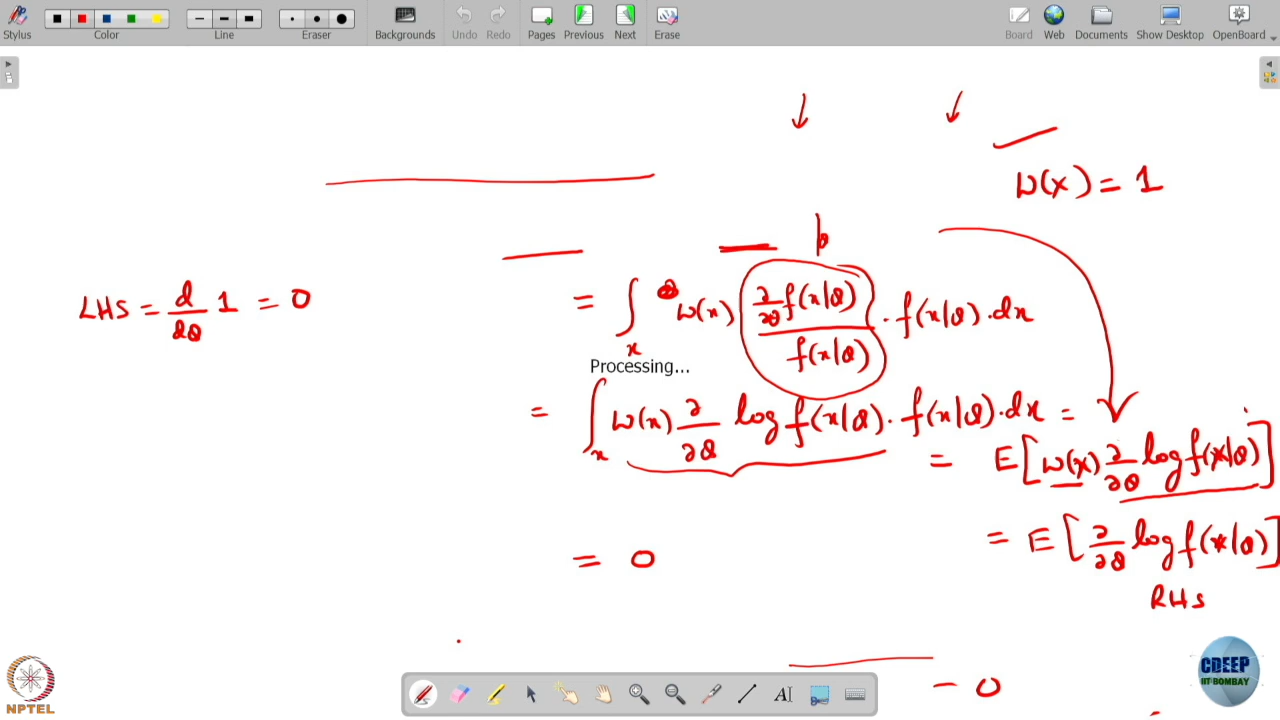 Stylus Color Line Eraser Backgrounds Undo Redo Pages Previous Next Erase Board Web Documents Show Desktop OpenBoard
W(X) = 1
LHS = d/dθ 1 = 0
= ∫x W(x) (∂/∂θ f(x|θ) / f(x|θ)) · f(x|θ) · dx
Processing...
= ∫x W(x) ∂/∂θ log f(x|θ) · f(x|θ) · dx =
= E[W(X) ∂/∂θ log f(X|θ)]
= E[∂/∂θ log f(X|θ)]
= 0
RHS
- 0
NPTEL
CDEEP
IIT BOMBAY